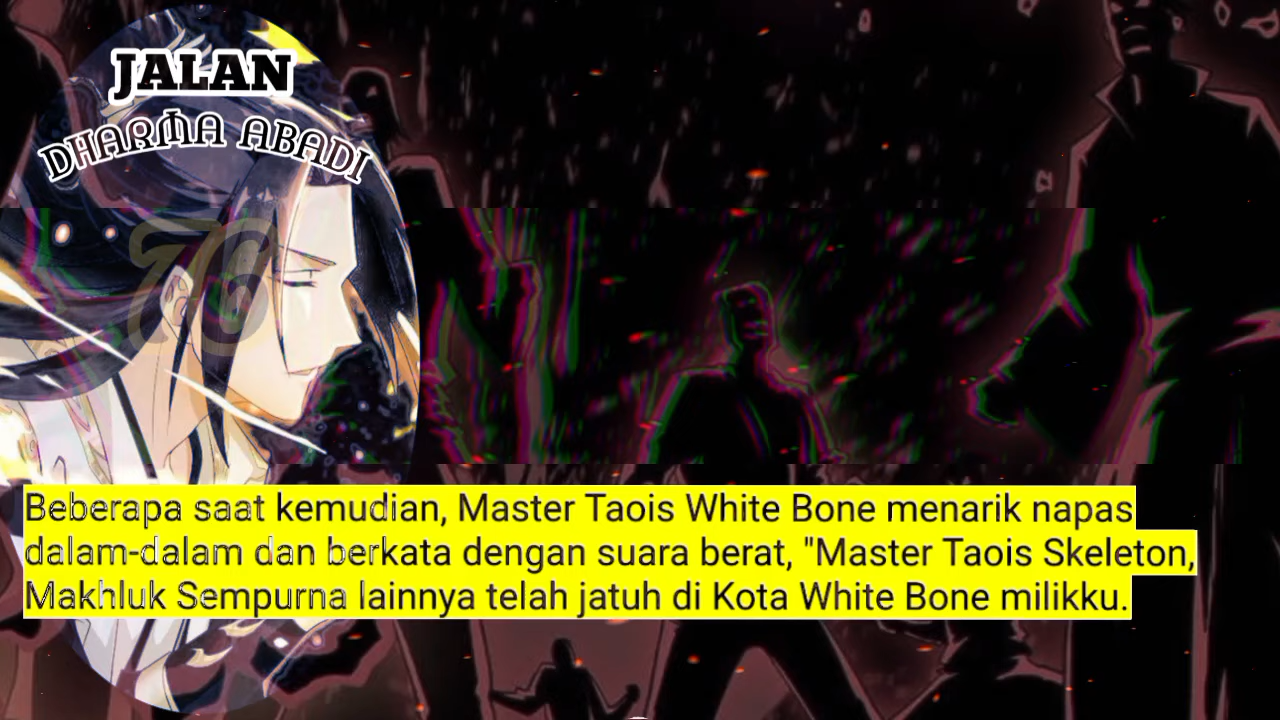 JALAN
DHARMA ABADI
Beberapa saat kemudian, Master Taois White Bone menarik napas
dalam-dalam dan berkata dengan suara berat, "Master Taois Skeleton,
Makhluk Sempurna lainnya telah jatuh di Kota White Bone milikku.